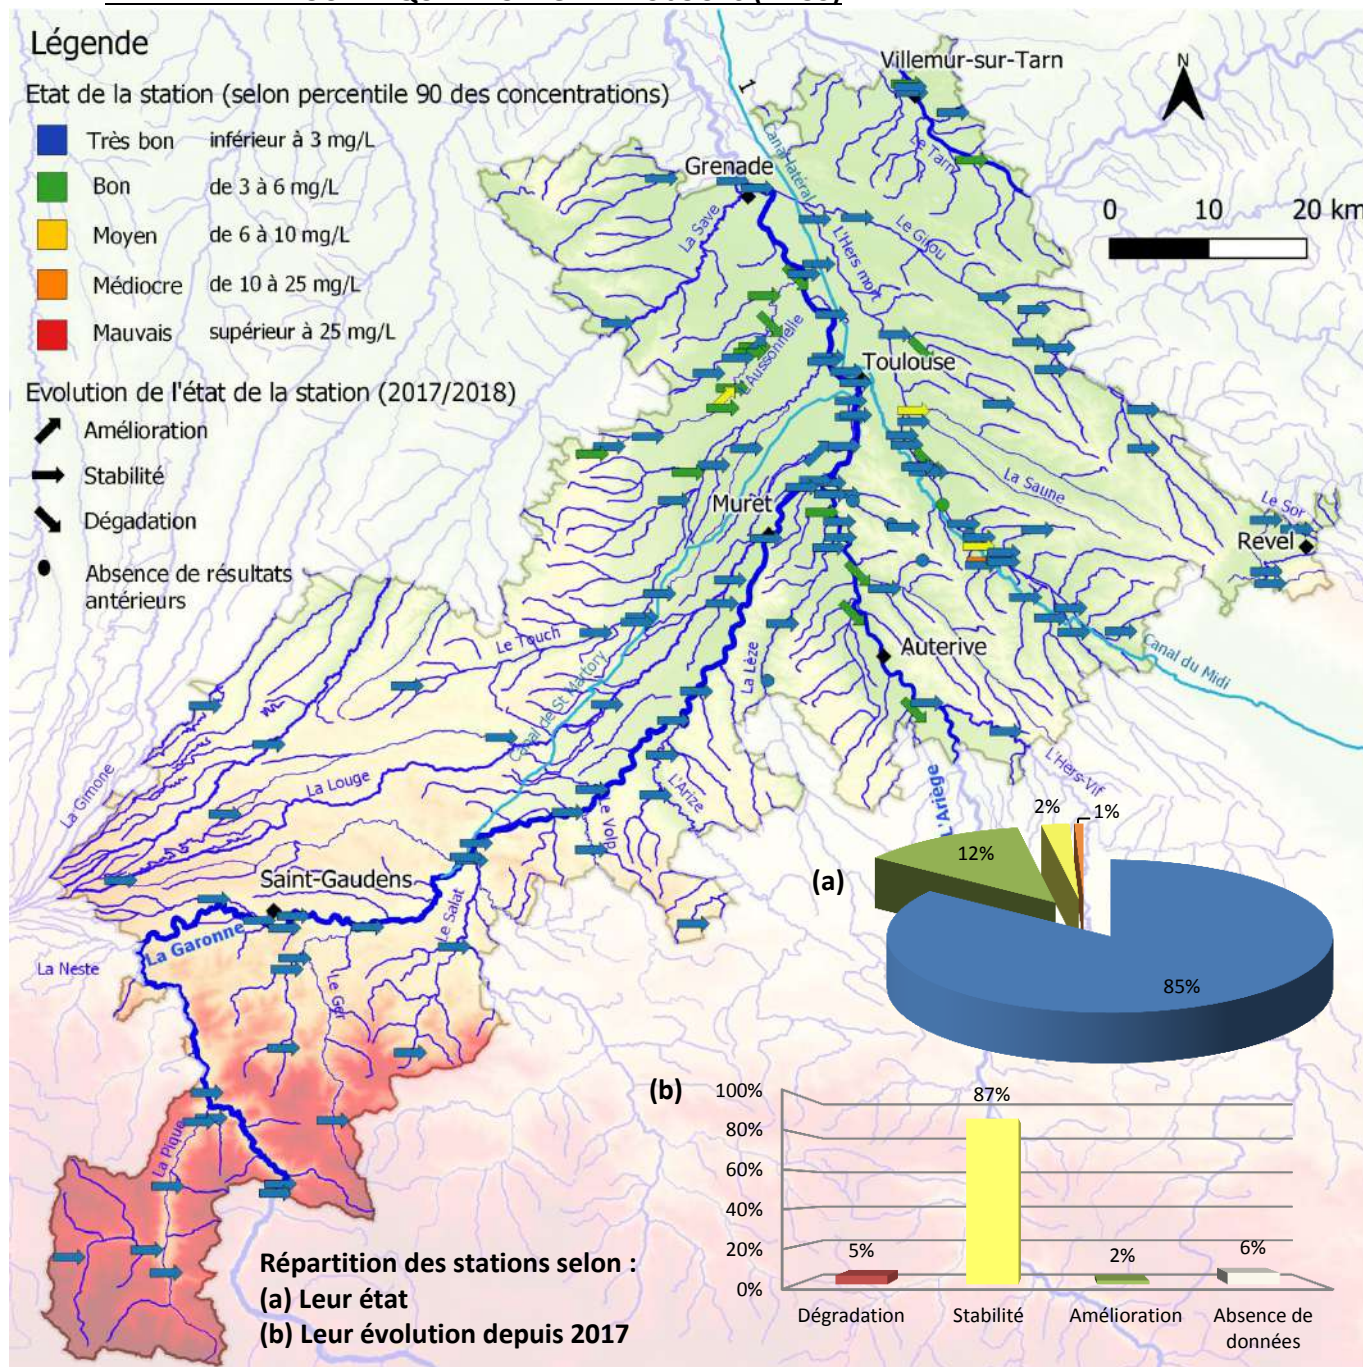 Légende
Etat de la station (selon percentile 90 des concentrations)
Très bon inférieur à 3 mg/L
Bon de 3 à 6 mg/L
Moyen de 6 à 10 mg/L
Médiocre de 10 à 25 mg/L
Mauvais supérieur à 25 mg/L
Evolution de l'état de la station (2017/2018)
Amélioration
Stabilité
Dégadation
Absence de résultats
antérieurs
1
Villemur-sur-Tarn
N
0 10 20 km
Le Tarn
Canal latéral
Grenade
La Save
Le Girou
L'Hers mort
L'Aussonnelle
Toulouse
La Saune
Le Sor
Revel
Muret
Le Touch
Canal de St Martory
La Lèze
Auterive
Canal du Midi
La Gimone
La Louge
L'Arize
Le Volp
L'Ariège
L'Hers-Vif
Saint-Gaudens
Le Salat
La Garonne
La Neste
Le Ger
La Pique
(a)
12%
2%
1%
85%
(b)
100%
80%
60%
40%
20%
0%
5%
87%
2%
6%
Dégradation Stabilité Amélioration Absence de
données
Répartition des stations selon :
(a) Leur état
(b) Leur évolution depuis 2017